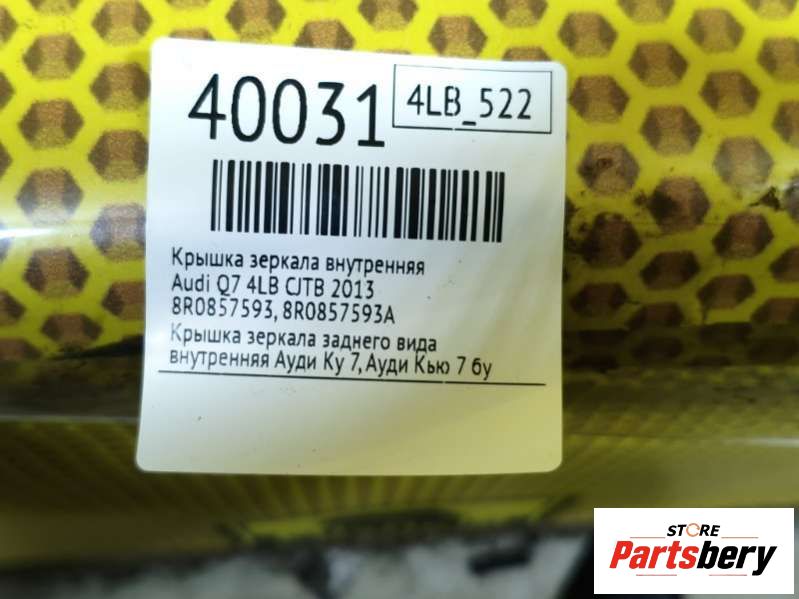 40031
4LB_522
Крышка зеркала внутренняя
Audi Q7 4LB CJTB 2013
8R0857593, 8R0857593A
Крышка зеркала заднего вида
внутренняя Ауди Ку 7, Ауди Кью 7 бу
STORE
Partsbery